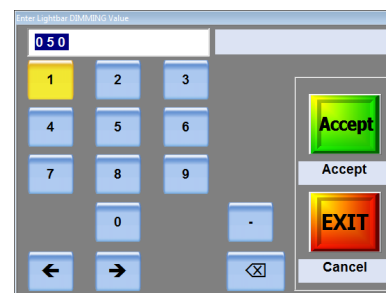 Enter Lightbar DIMMING Value
050
1 2 3
4 5 6
Accept
7 8 9
Accept
0 -
EXIT
Cancel